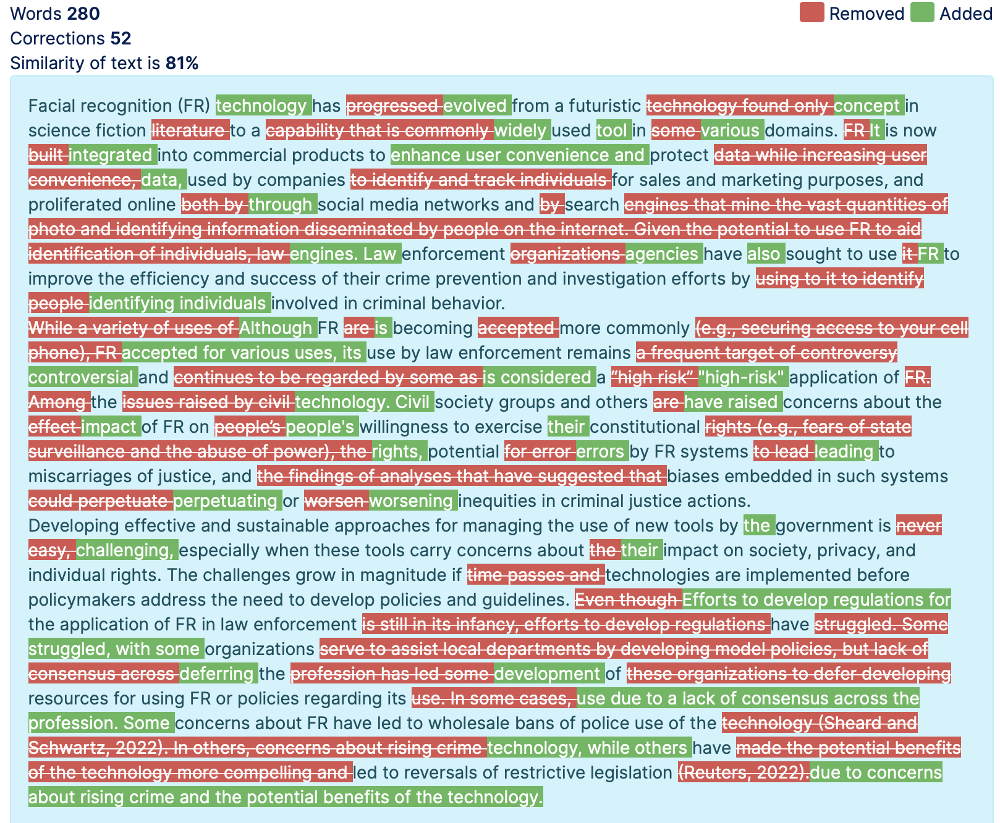 Words 280
Removed Added
Corrections 52
Similarity of text is 81%
Facial recognition (FR) technology has progressed evolved from a futuristic technology found only concept in
science fiction literature to a capability that is commonly widely used tool in some various domains. FR It is now
built integrated into commercial products to enhance user convenience and protect data while increasing user
convenience, data, used by companies to identify and track individuals for sales and marketing purposes, and
proliferated online both by through social media networks and by search engines that mine the vast quantities of
photo and identifying information disseminated by people on the internet. Given the potential to use FR to aid
identification of individuals, law engines. Law enforcement organizations agencies have also sought to use it FR to
improve the efficiency and success of their crime prevention and investigation efforts by using to it to identify
people identifying individuals involved in criminal behavior.
While a variety of uses of Although FR are is becoming accepted more commonly (e.g., securing access to your cell
phone), FR accepted for various uses, its use by law enforcement remains a frequent target of controversy
controversial and continues to be regarded by some as is considered a “high risk” "high-risk" application of FR.
Among the issues raised by civil technology. Civil society groups and others are have raised concerns about the
effect impact of FR on people’s people's willingness to exercise their constitutional rights (e.g., fears of state
surveillance and the abuse of power), the rights, potential for error errors by FR systems to lead leading to
miscarriages of justice, and the findings of analyses that have suggested that biases embedded in such systems
could perpetuate perpetuating or worsen worsening inequities in criminal justice actions.
Developing effective and sustainable approaches for managing the use of new tools by the government is never
easy, challenging, especially when these tools carry concerns about the their impact on society, privacy, and
individual rights. The challenges grow in magnitude if time passes and technologies are implemented before
policymakers address the need to develop policies and guidelines. Even though Efforts to develop regulations for
the application of FR in law enforcement is still in its infancy, efforts to develop regulations have struggled. Some
struggled, with some organizations serve to assist local departments by developing model policies, but lack of
consensus across deferring the profession has led some development of these organizations to defer developing
resources for using FR or policies regarding its use. In some cases, use due to a lack of consensus across the
profession. Some concerns about FR have led to wholesale bans of police use of the technology (Sheard and
Schwartz, 2022). In others, concerns about rising crime technology, while others have made the potential benefits
of the technology more compelling and led to reversals of restrictive legislation (Reuters, 2022).due to concerns
about rising crime and the potential benefits of the technology.